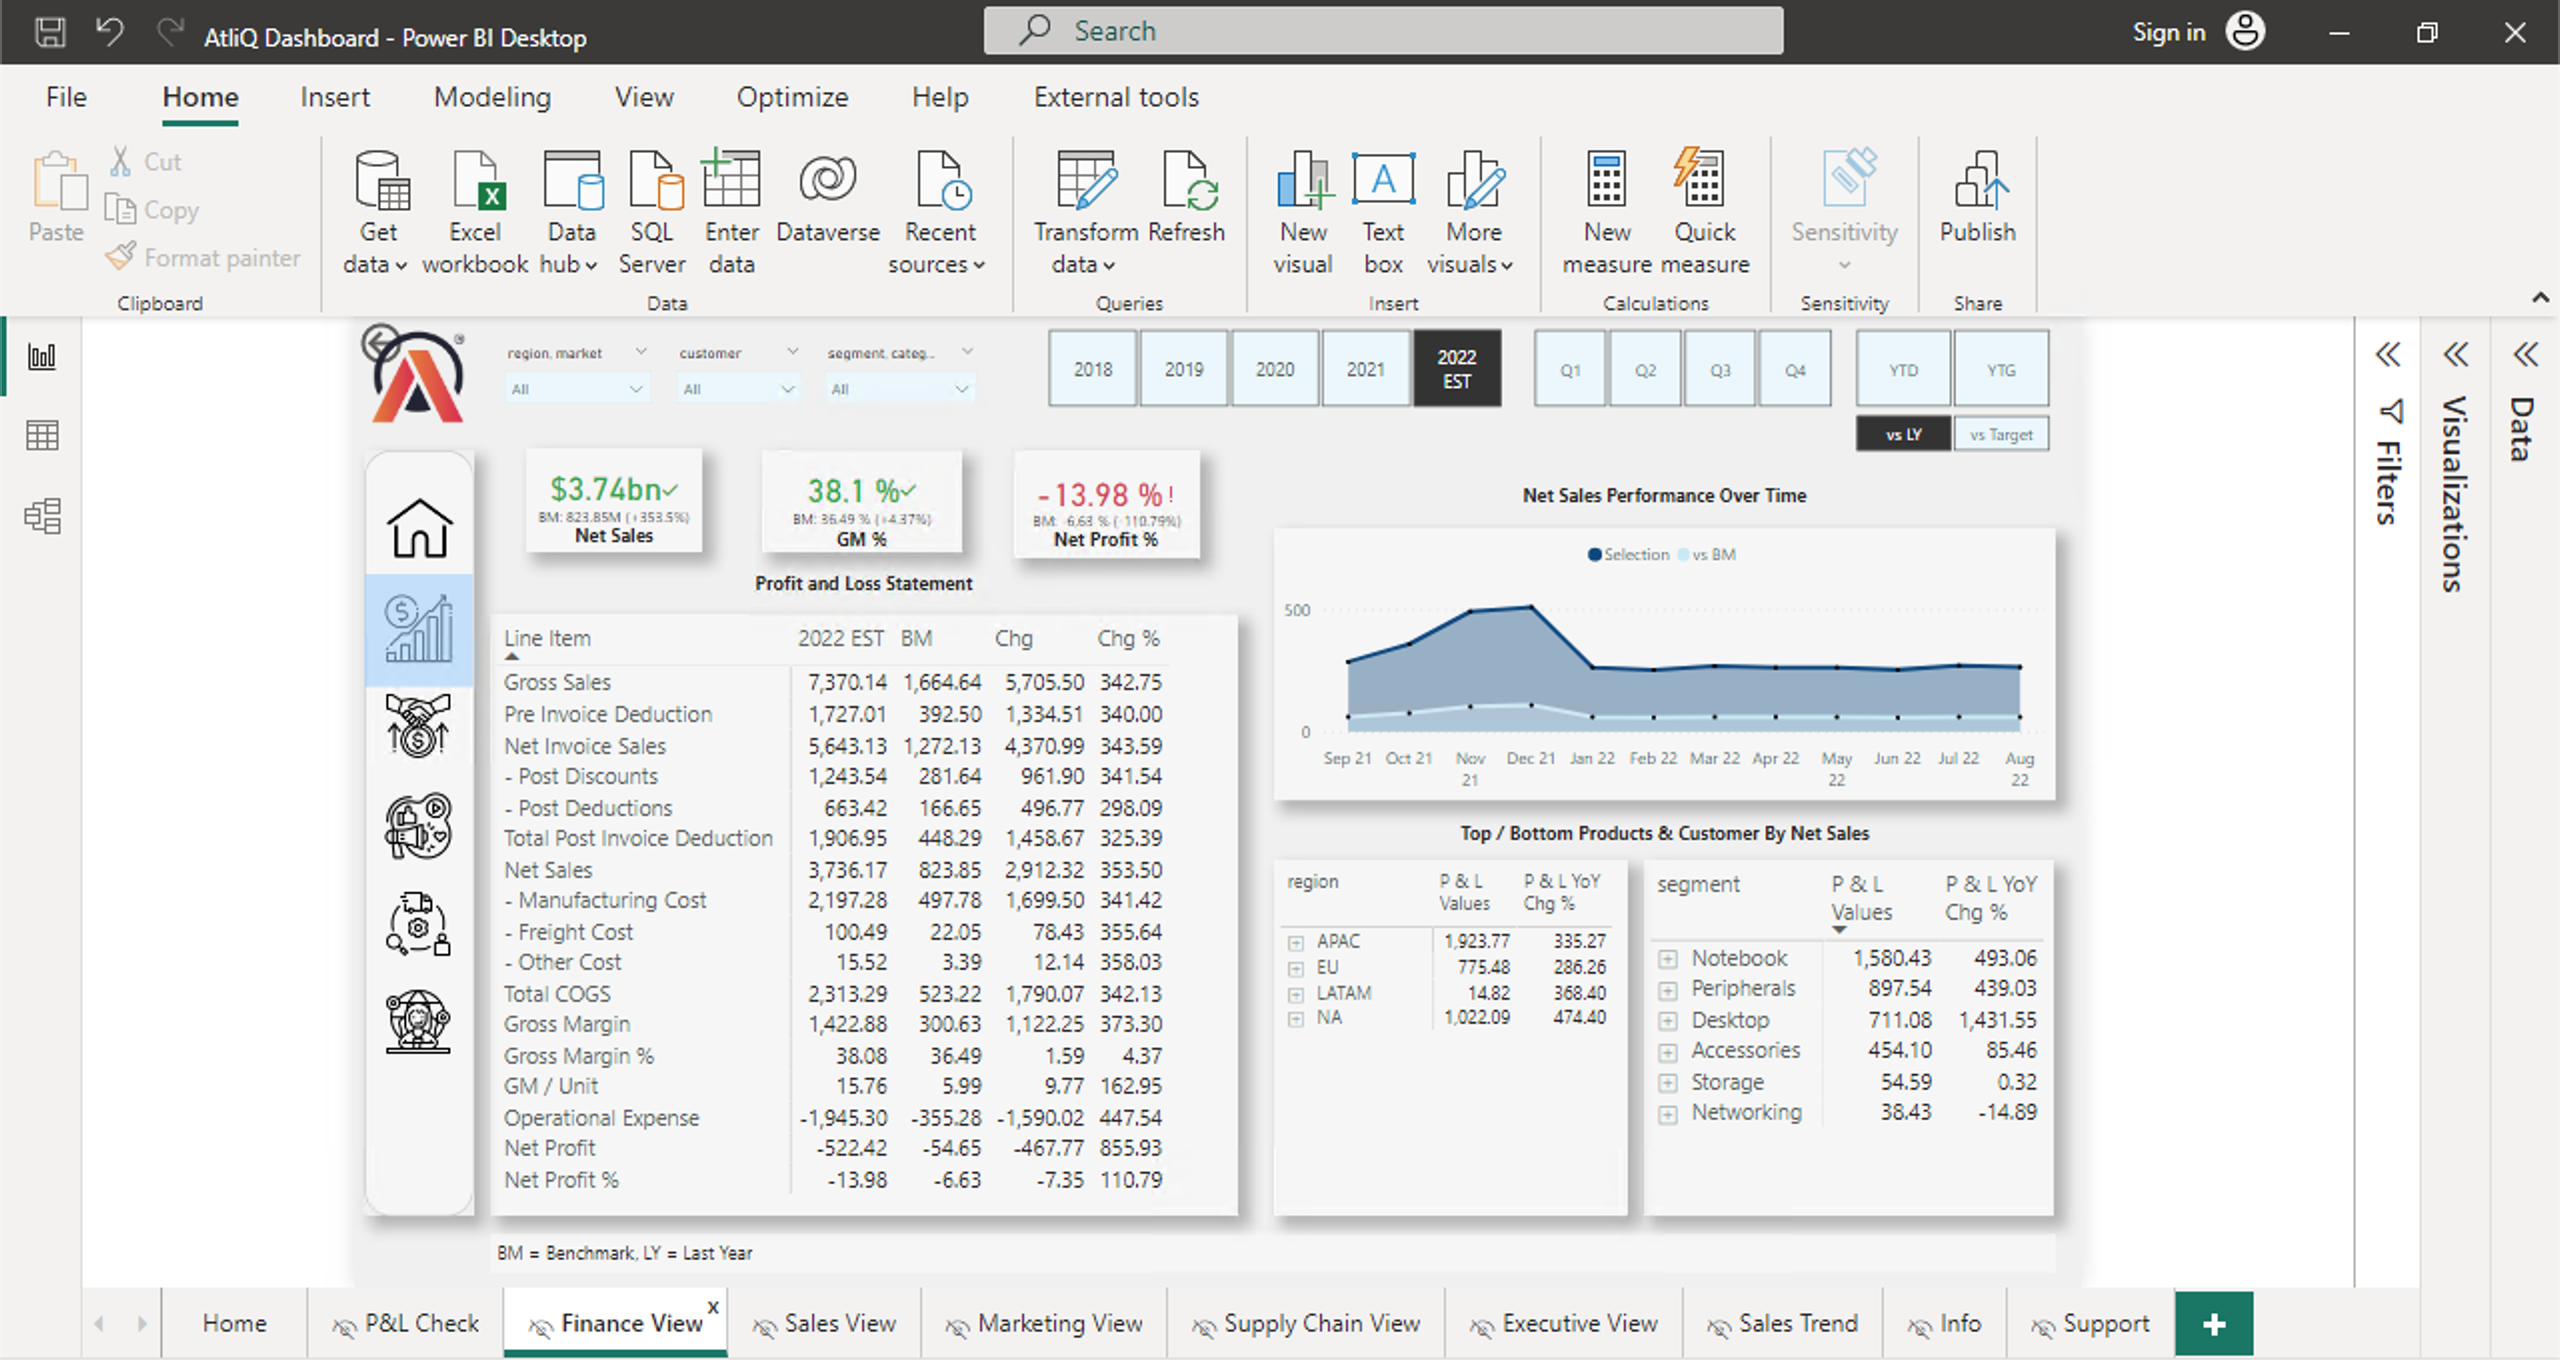 AtliQ Dashboard - Power BI Desktop
Search
Sign in
File Home Insert Modeling View Optimize Help External tools
Paste
Cut
Copy
Format painter
Clipboard
Get data
Excel workbook
Data hub
SQL Server
Enter data
Dataverse
Recent sources
Data
Transform data
Refresh
Queries
New visual
Text box
More visuals
Insert
New measure
Quick measure
Calculations
Sensitivity
Sensitivity
Publish
Share
region, market
All
customer
All
segment, categ...
All
2018 2019 2020 2021 2022 EST
Q1 Q2 Q3 Q4
YTD YTG
vs LY vs Target
$3.74bn
BM: 823.85M (+353.5%)
Net Sales
38.1 %
BM: 36.49 % (+4.37%)
GM %
-13.98 %!
BM: -6.63 % (-110.79%)
Net Profit %
Profit and Loss Statement
Line Item 2022 EST BM Chg Chg %
Gross Sales 7,370.14 1,664.64 5,705.50 342.75
Pre Invoice Deduction 1,727.01 392.50 1,334.51 340.00
Net Invoice Sales 5,643.13 1,272.13 4,370.99 343.59
- Post Discounts 1,243.54 281.64 961.90 341.54
- Post Deductions 663.42 166.65 496.77 298.09
Total Post Invoice Deduction 1,906.95 448.29 1,458.67 325.39
Net Sales 3,736.17 823.85 2,912.32 353.50
- Manufacturing Cost 2,197.28 497.78 1,699.50 341.42
- Freight Cost 100.49 22.05 78.43 355.64
- Other Cost 15.52 3.39 12.14 358.03
Total COGS 2,313.29 523.22 1,790.07 342.13
Gross Margin 1,422.88 300.63 1,122.25 373.30
Gross Margin % 38.08 36.49 1.59 4.37
GM / Unit 15.76 5.99 9.77 162.95
Operational Expense -1,945.30 -355.28 -1,590.02 447.54
Net Profit -522.42 -54.65 -467.77 855.93
Net Profit % -13.98 -6.63 -7.35 110.79
BM = Benchmark, LY = Last Year
Net Sales Performance Over Time
Selection vs BM
500
0
Sep 21 Oct 21 Nov 21 Dec 21 Jan 22 Feb 22 Mar 22 Apr 22 May 22 Jun 22 Jul 22 Aug 22
Top / Bottom Products & Customer By Net Sales
region P & L Values P & L YoY Chg %
APAC 1,923.77 335.27
EU 775.48 286.26
LATAM 14.82 368.40
NA 1,022.09 474.40
segment P & L Values P & L YoY Chg %
Notebook 1,580.43 493.06
Peripherals 897.54 439.03
Desktop 711.08 1,431.55
Accessories 454.10 85.46
Storage 54.59 0.32
Networking 38.43 -14.89
Filters
Visualizations
Data
Home
P&L Check
Finance View x
Sales View
Marketing View
Supply Chain View
Executive View
Sales Trend
Info
Support
+